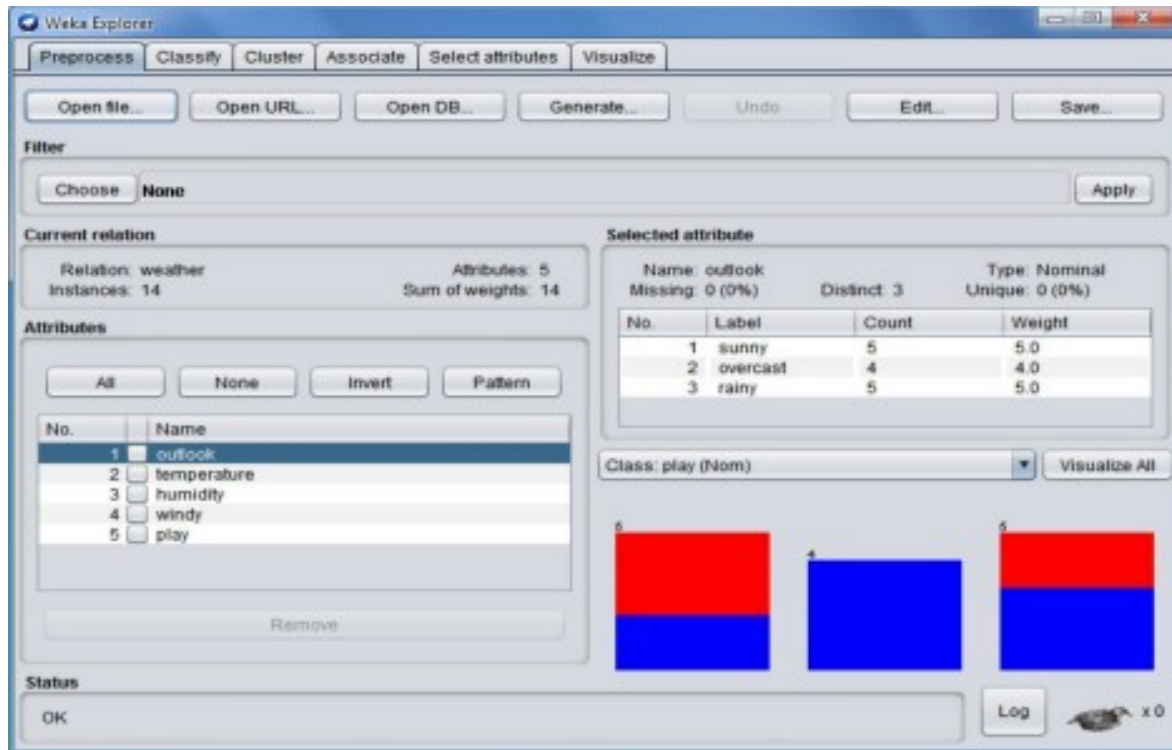 Weka Explorer
Preprocess Classify Cluster Associate Select attributes Visualize
Open file... Open URL... Open DB... Generate... Undo Edit... Save...
Filter
Choose None Apply
Current relation
Relation: weather Attributes: 5
Instances: 14 Sum of weights: 14
Selected attribute
Name: outlook Type: Nominal
Missing: 0 (0%) Distinct: 3 Unique: 0 (0%)
No. Label Count Weight
1 sunny 5 5.0
2 overcast 4 4.0
3 rainy 5 5.0
Attributes
All None Invert Pattern
No. Name
1 outlook
2 temperature
3 humidity
4 windy
5 play
Remove
Class: play (Nom) Visualize All
5 4 5
Status
OK
Log x 0